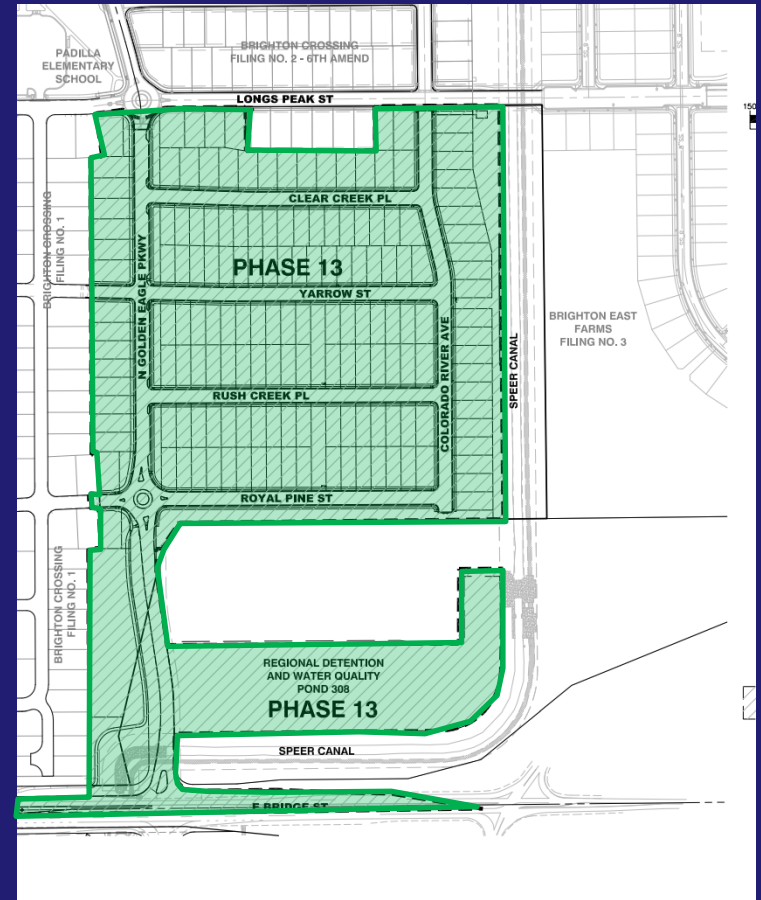 PADILLA
ELEMENTARY
SCHOOL
BRIGHTON CROSSING
FILING NO. 2 - 6TH AMEND
LONGS PEAK ST
150
CLEAR CREEK PL
BRIGHTON CROSSING
FILING NO. 1
N GOLDEN EAGLE PKWY
PHASE 13
YARROW ST
BRIGHTON EAST
FARMS
FILING NO. 3
SPEER CANAL
COLORADO RIVER AVE
RUSH CREEK PL
ROYAL PINE ST
BRIGHTON CROSSING
FILING NO. 1
REGIONAL DETENTION
AND WATER QUALITY
POND 308
PHASE 13
SPEER CANAL
E BRIDGE ST